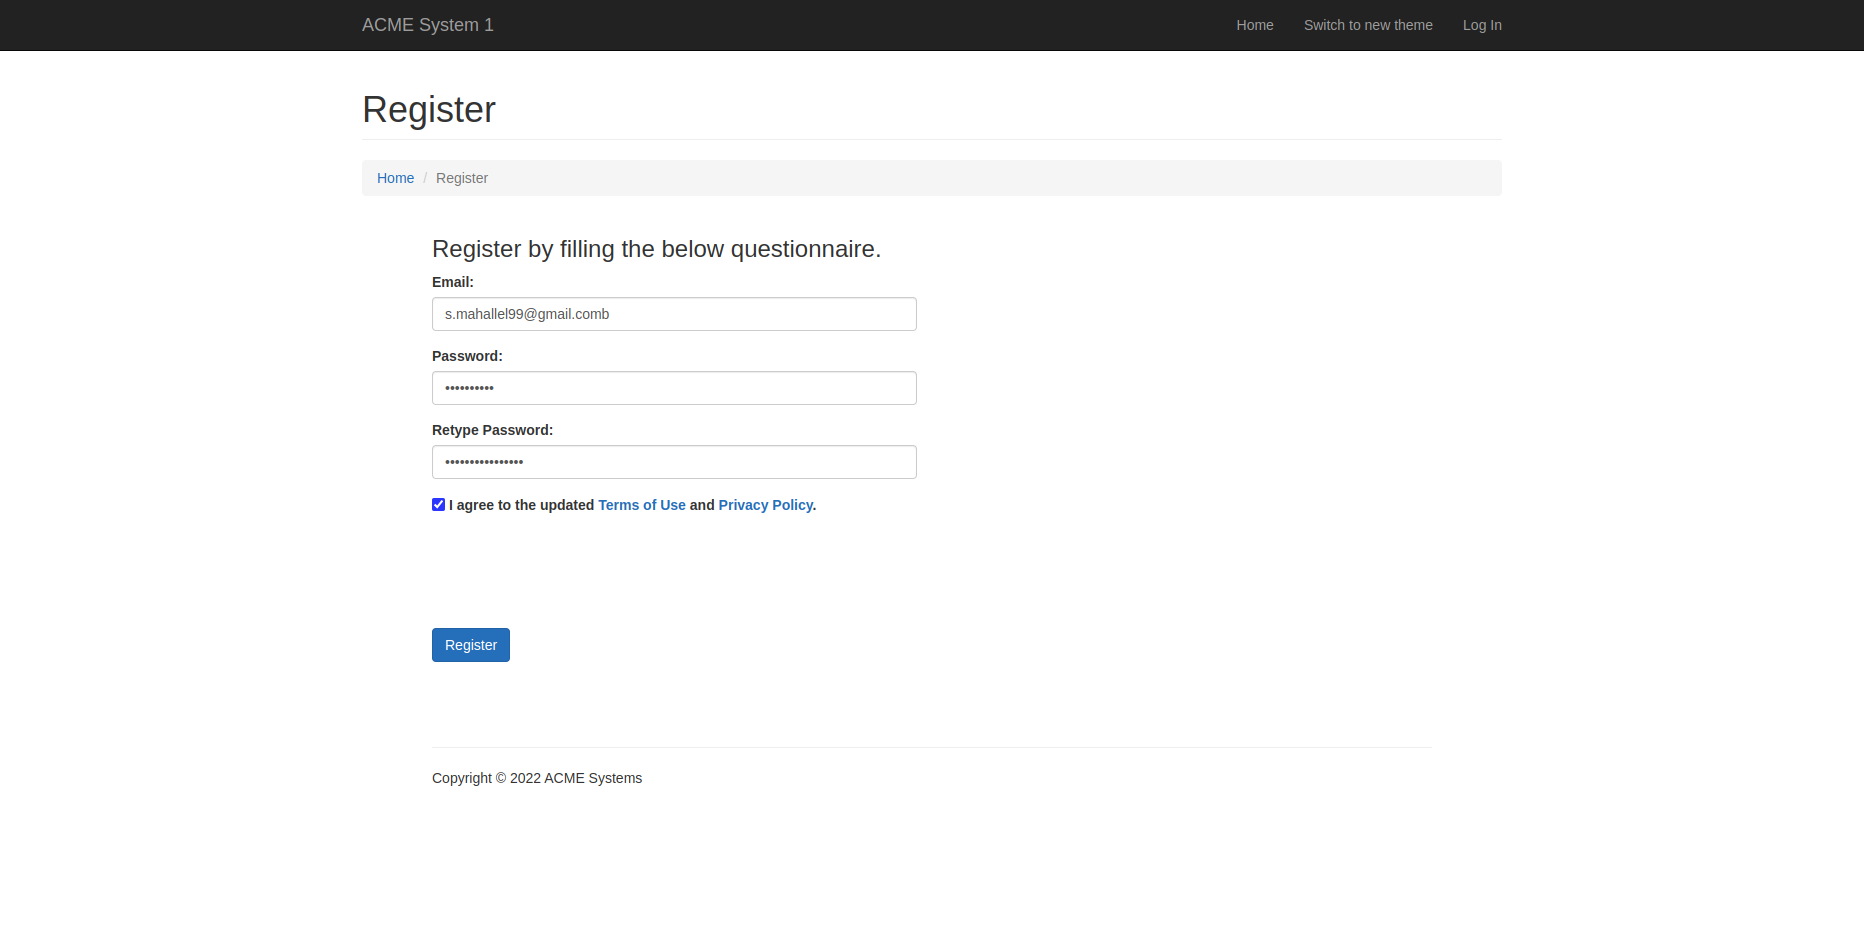 ACME System 1
Home Switch to new theme Log In
Register
Home / Register
Register by filling the below questionnaire.
Email:
s.mahallel99@gmail.comb
Password:
••••••••••
Retype Password:
••••••••••••••••
I agree to the updated Terms of Use and Privacy Policy.
Register
Copyright © 2022 ACME Systems